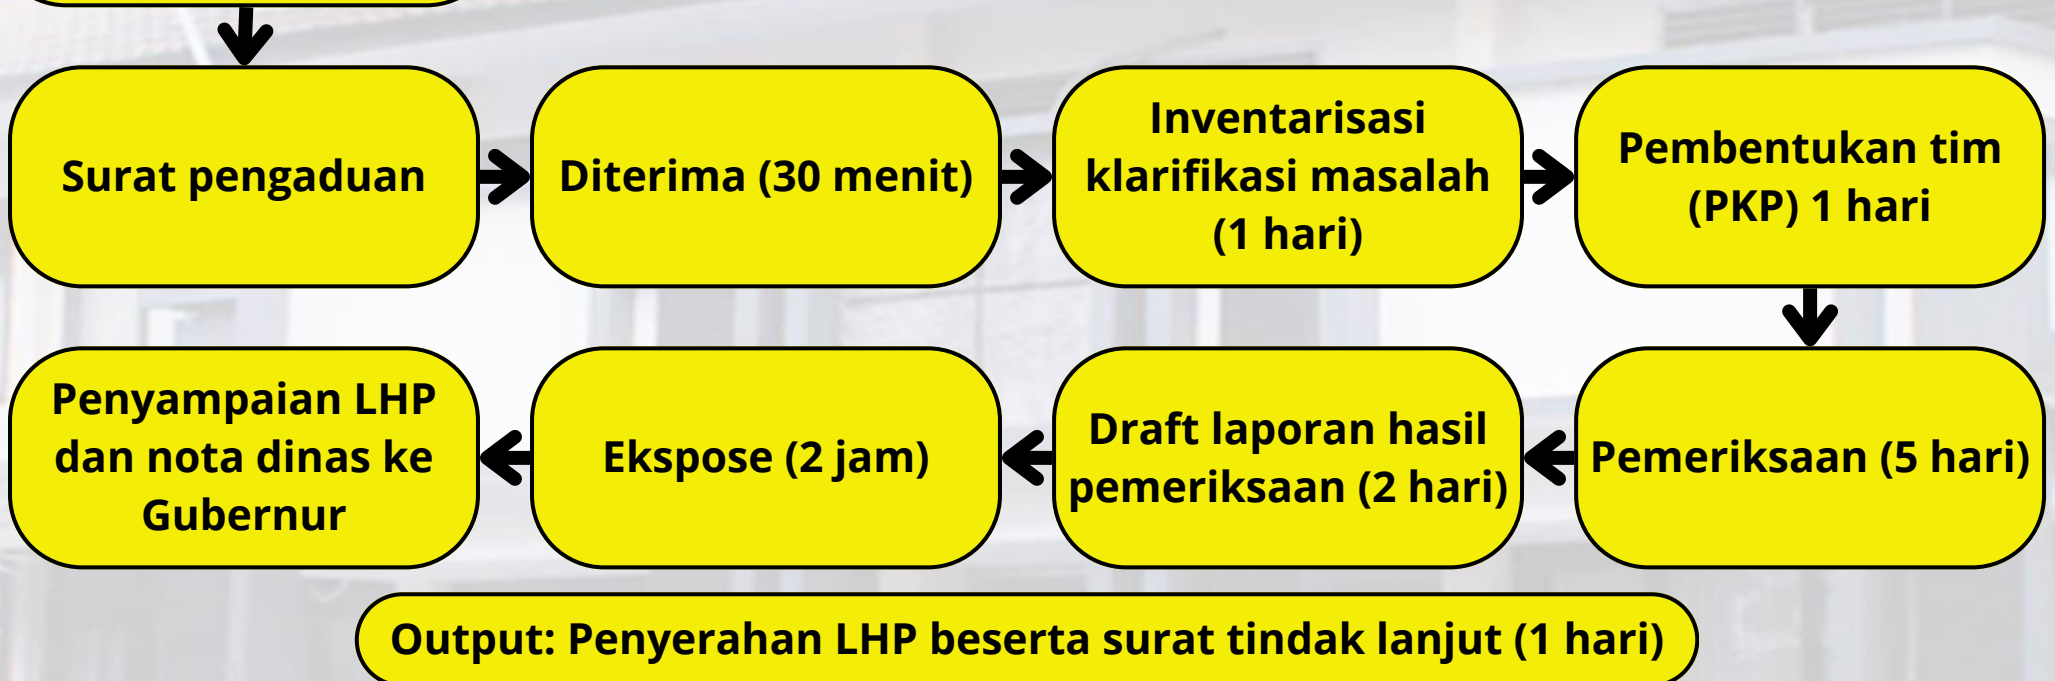 Surat pengaduan
Diterima (30 menit)
Inventarisasi
klarifikasi masalah
(1 hari)
Pembentukan tim
(PKP) 1 hari
Pemeriksaan (5 hari)
Draft laporan hasil
pemeriksaan (2 hari)
Ekspose (2 jam)
Penyampaian LHP
dan nota dinas ke
Gubernur
Output: Penyerahan LHP beserta surat tindak lanjut (1 hari)